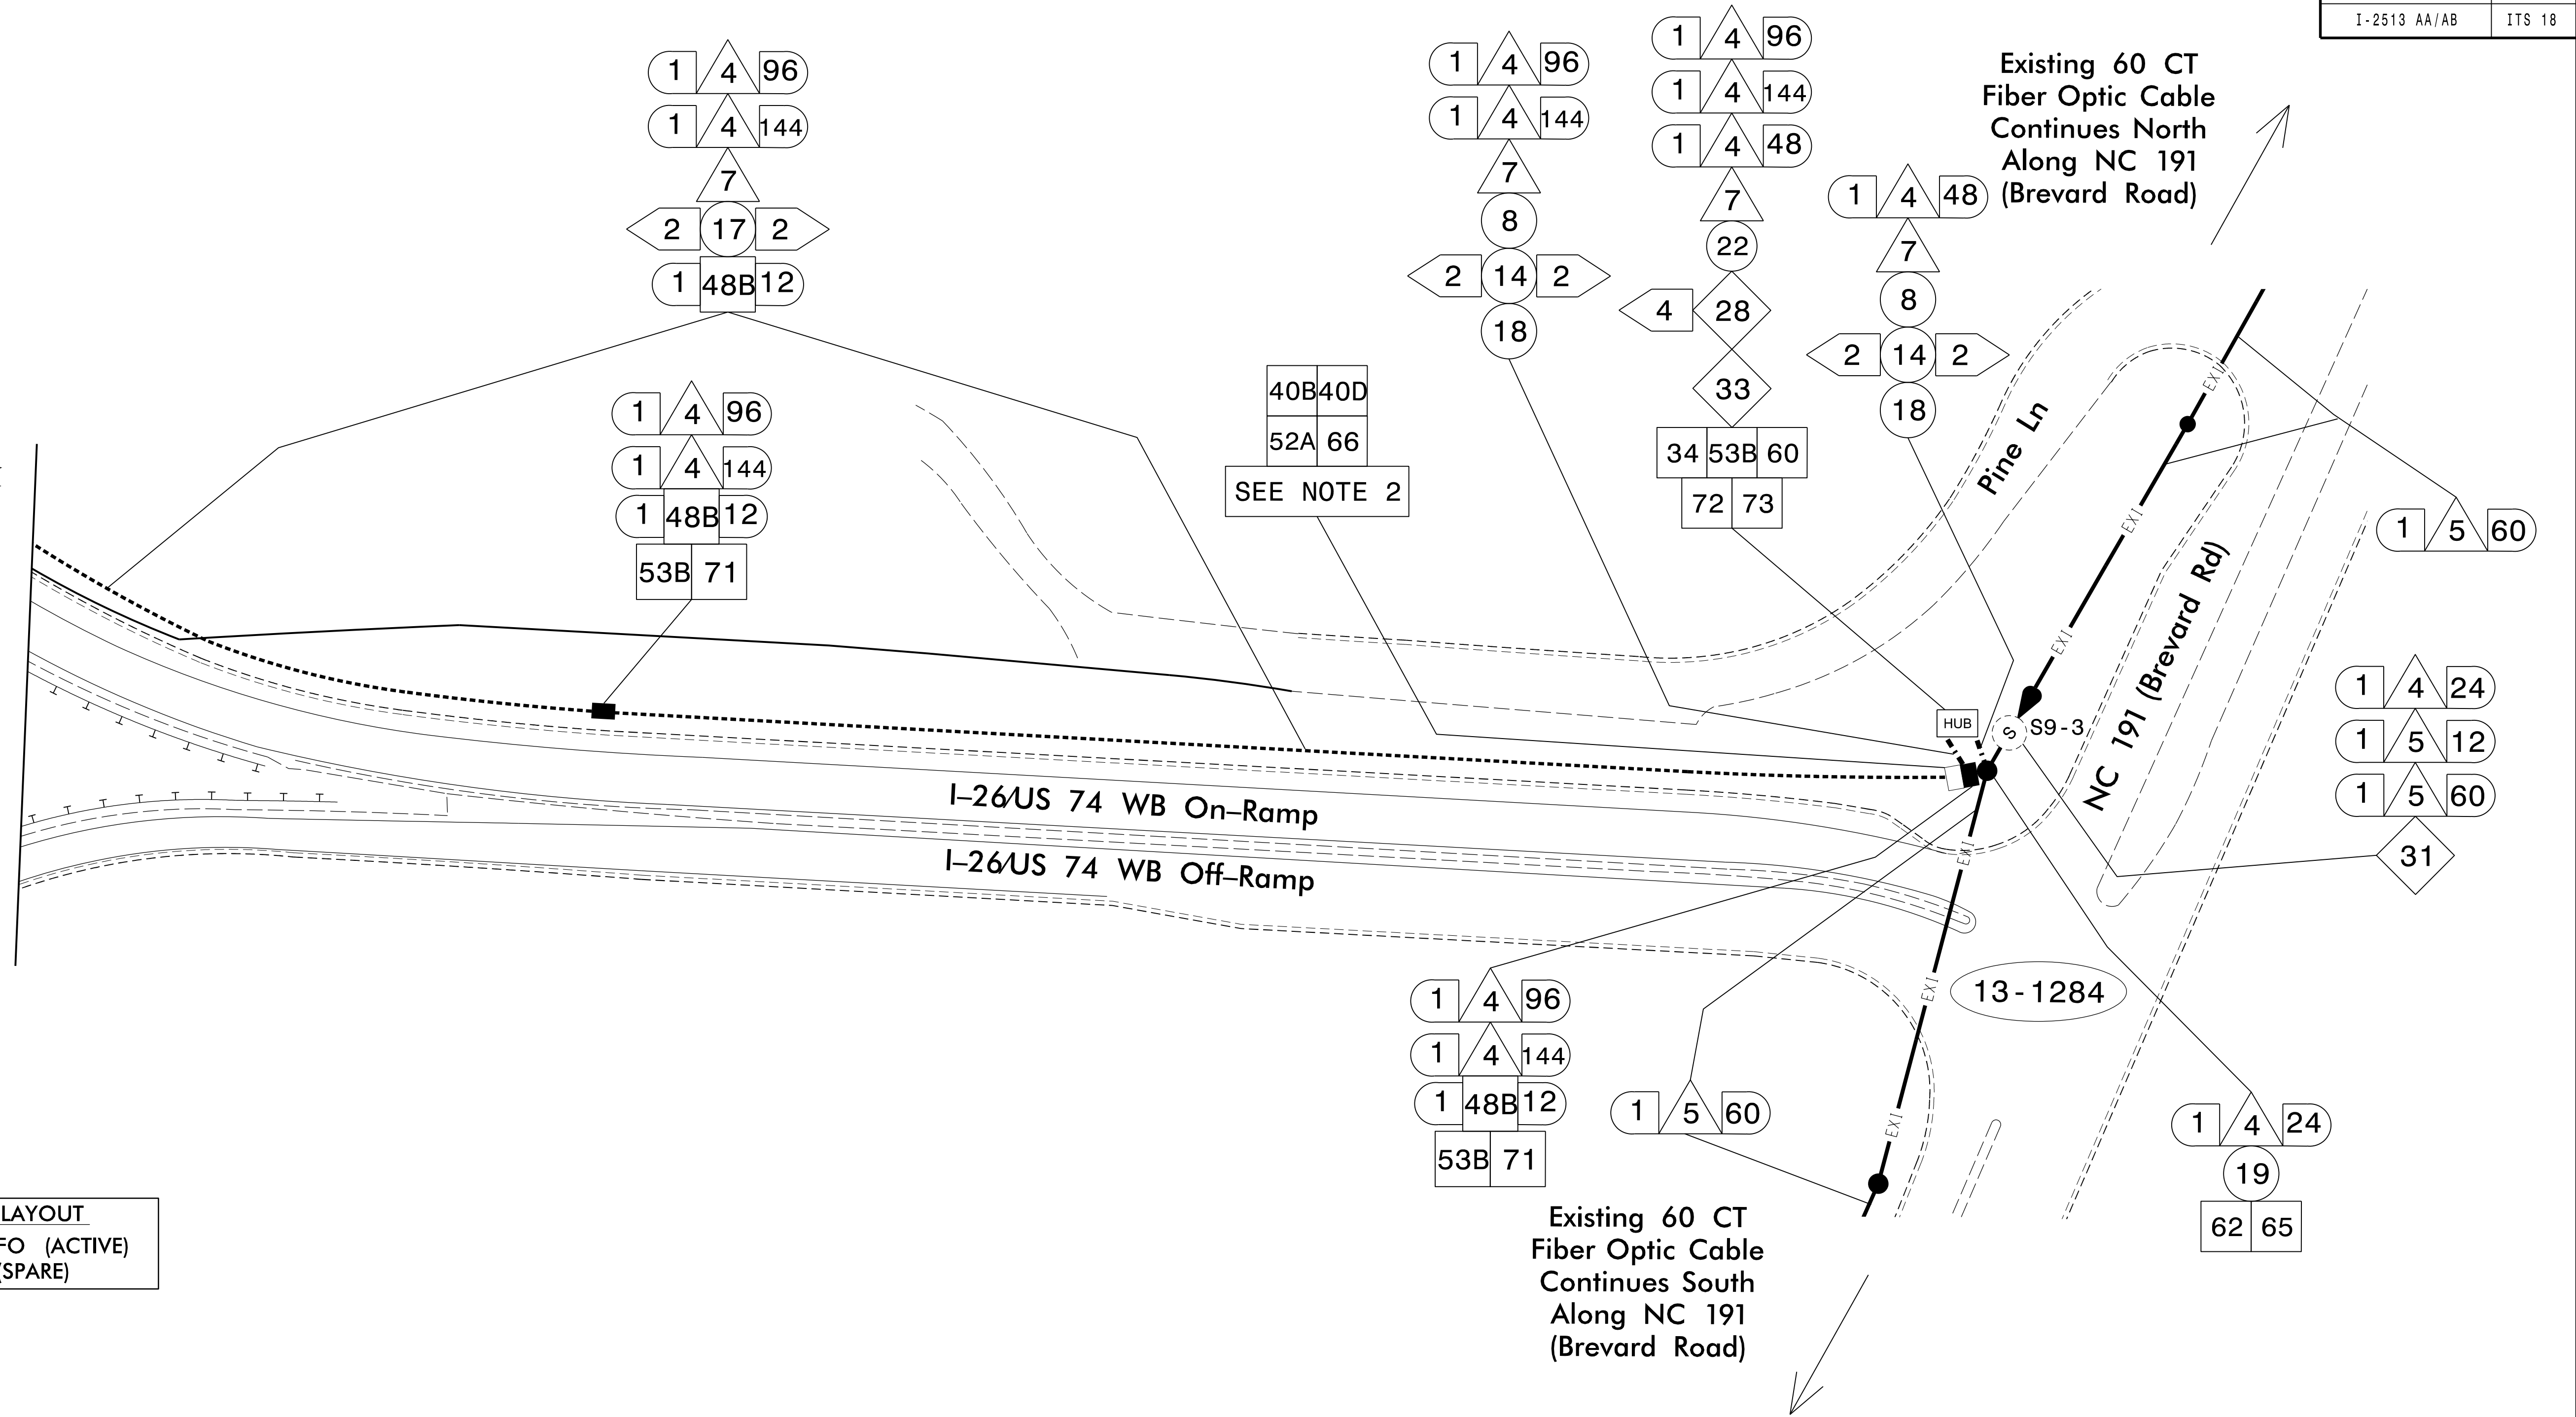 I-2513 AA/AB ITS 18
1 4 96
1 4 144
7
2 17 2
1 48B 12
1 4 96
1 4 144
1 48B 12
53B 71
40B 40D
52A 66
SEE NOTE 2
1 4 96
1 4 144
7
8
2 14 2
18
1 4 96
1 4 144
1 4 48
7
22
4 28
33
34 53B 60
72 73
1 4 48
7
8
2 14 2
18
Existing 60 CT
Fiber Optic Cable
Continues North
Along NC 191
(Brevard Road)
Pine Ln
EXI
EXI
EXI
NC 191 (Brevard Rd)
1 5 60
HUB
S
S9-3
1 4 24
1 5 12
1 5 60
31
I-26/US 74 WB On-Ramp
I-26/US 74 WB Off-Ramp
EXI
EXI
EXI
13-1284
1 4 96
1 4 144
1 48B 12
53B 71
1 5 60
1 4 24
19
62 65
Existing 60 CT
Fiber Optic Cable
Continues South
Along NC 191
(Brevard Road)
LAYOUT
FO (ACTIVE)
(SPARE)